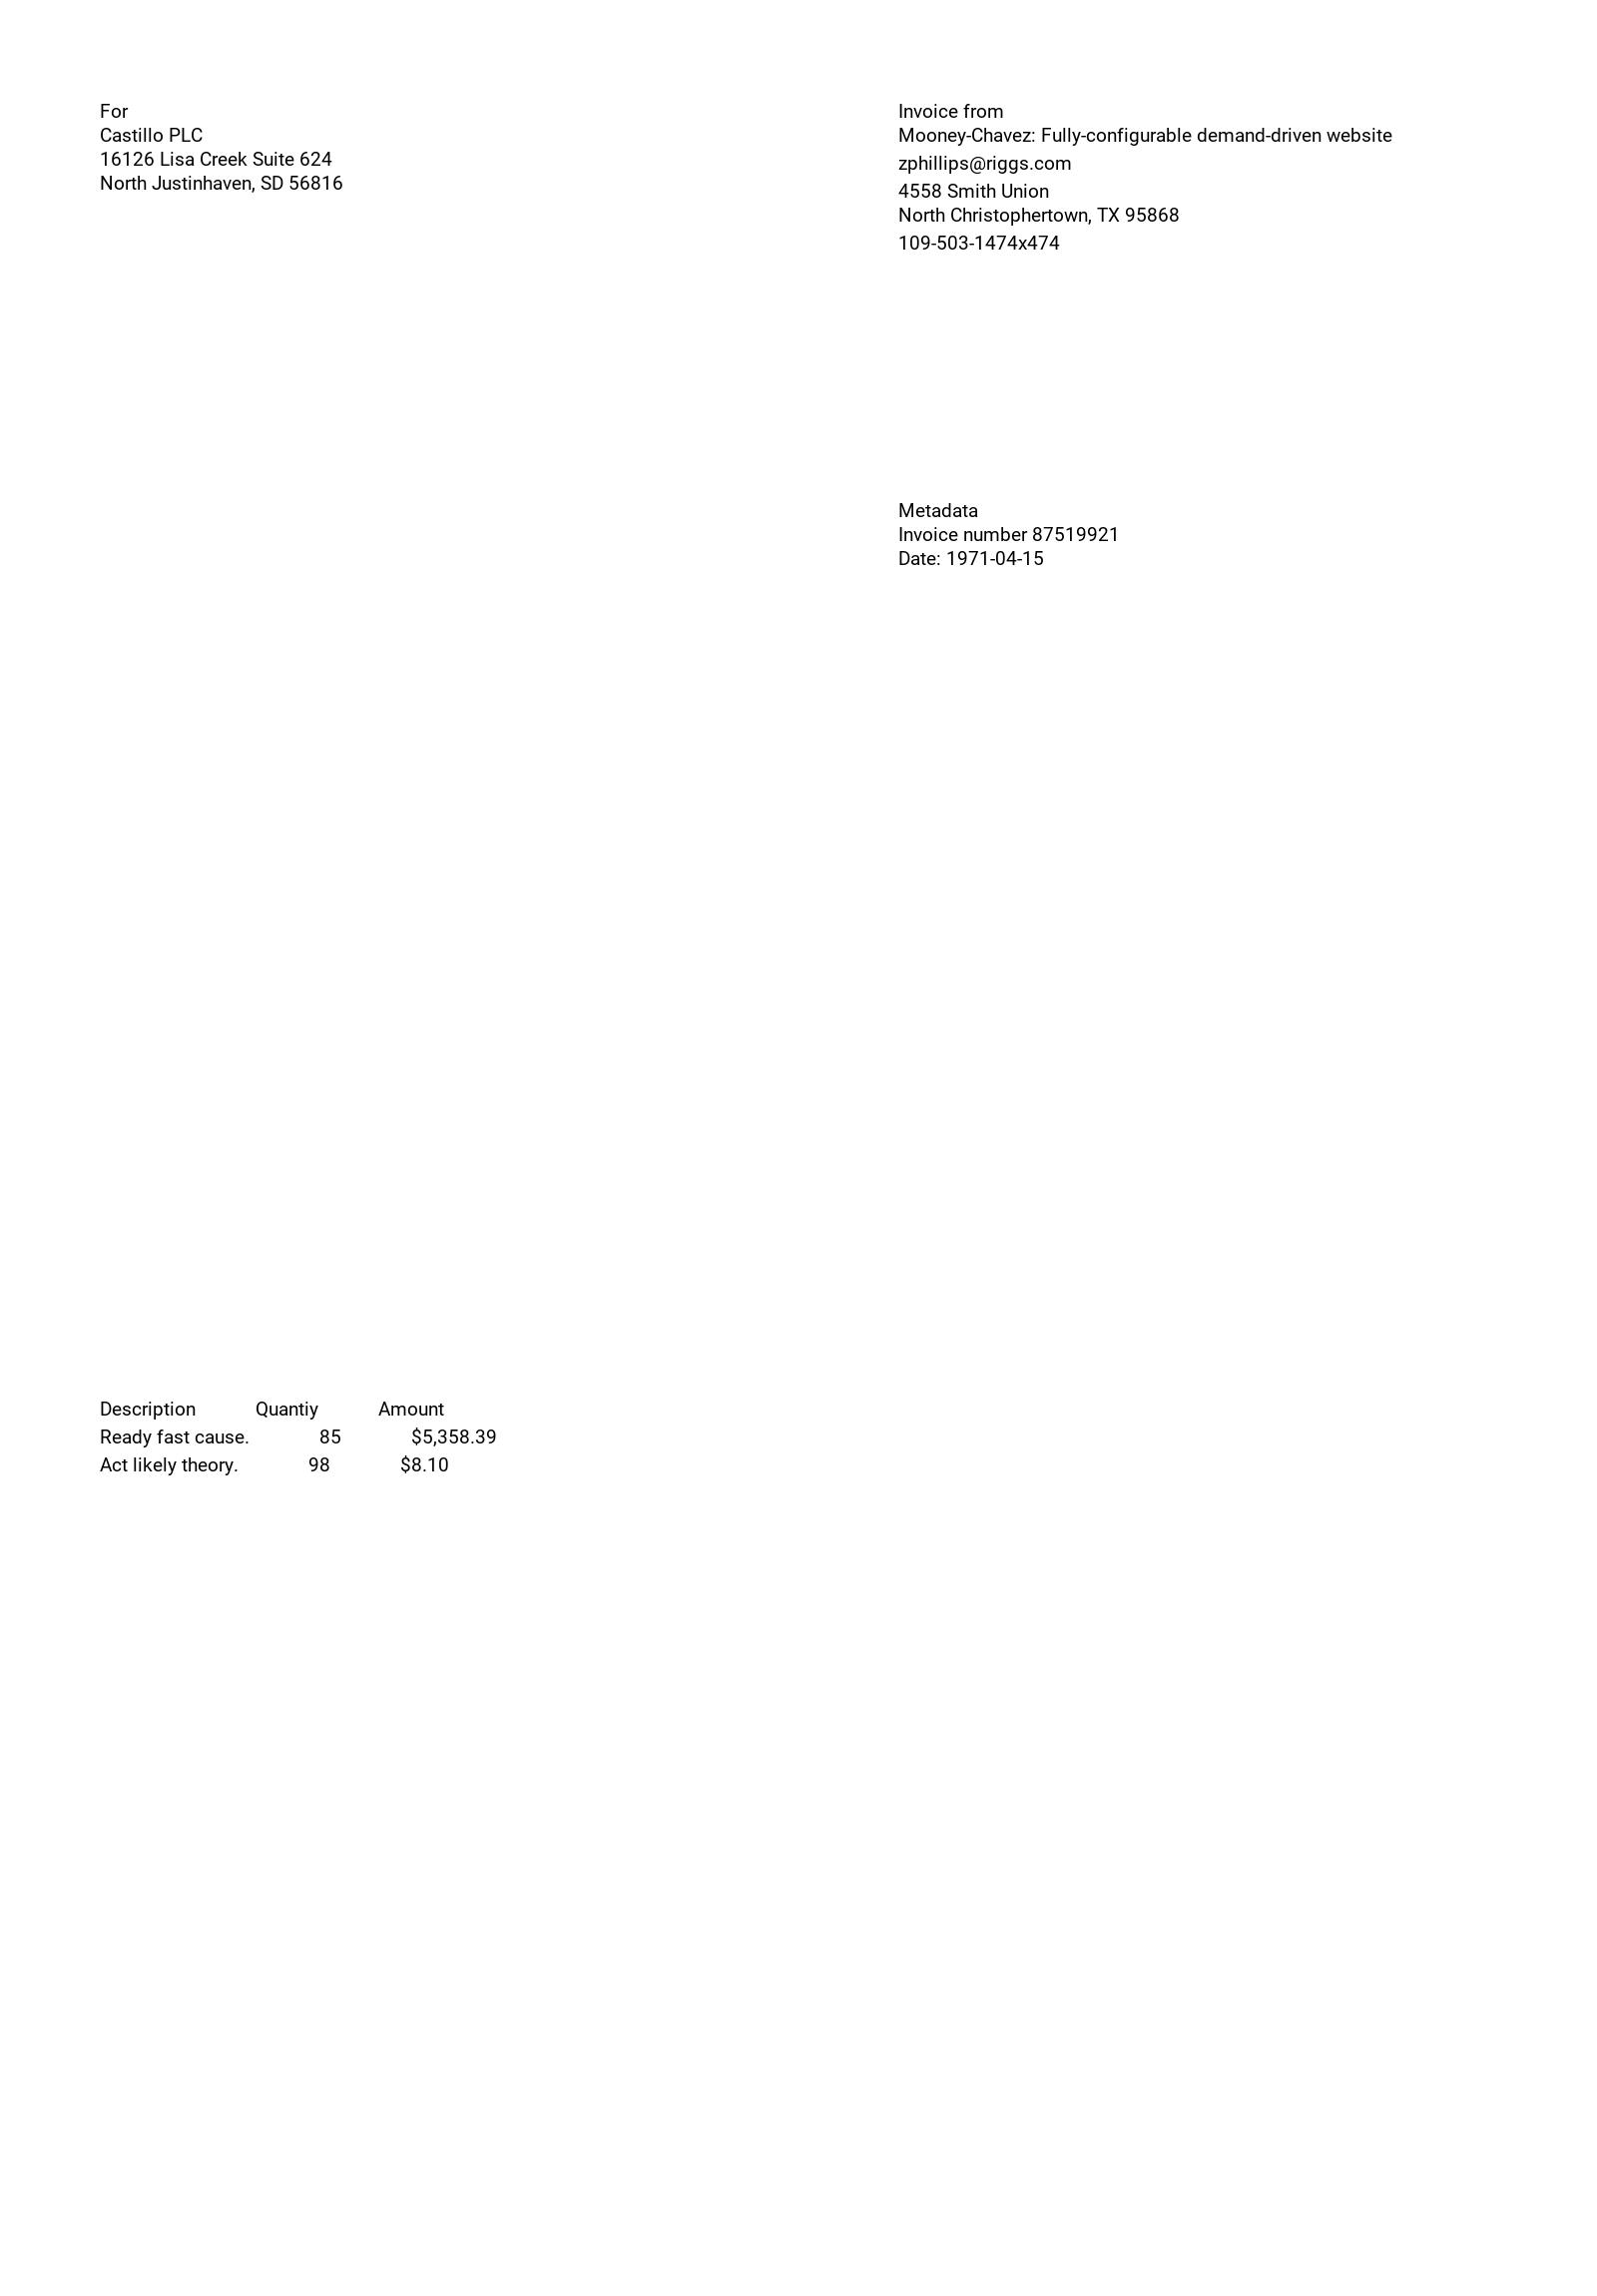 For
Castillo PLC
16126 Lisa Creek Suite 624
North Justinhaven, SD 56816
Invoice from
Mooney-Chavez: Fully-configurable demand-driven website
zphillips@riggs.com
4558 Smith Union
North Christophertown, TX 95868
109-503-1474x474
Metadata
Invoice number 87519921
Date: 1971-04-15
Description Quantiy Amount
Ready fast cause. 85 $5,358.39
Act likely theory. 98 $8.10